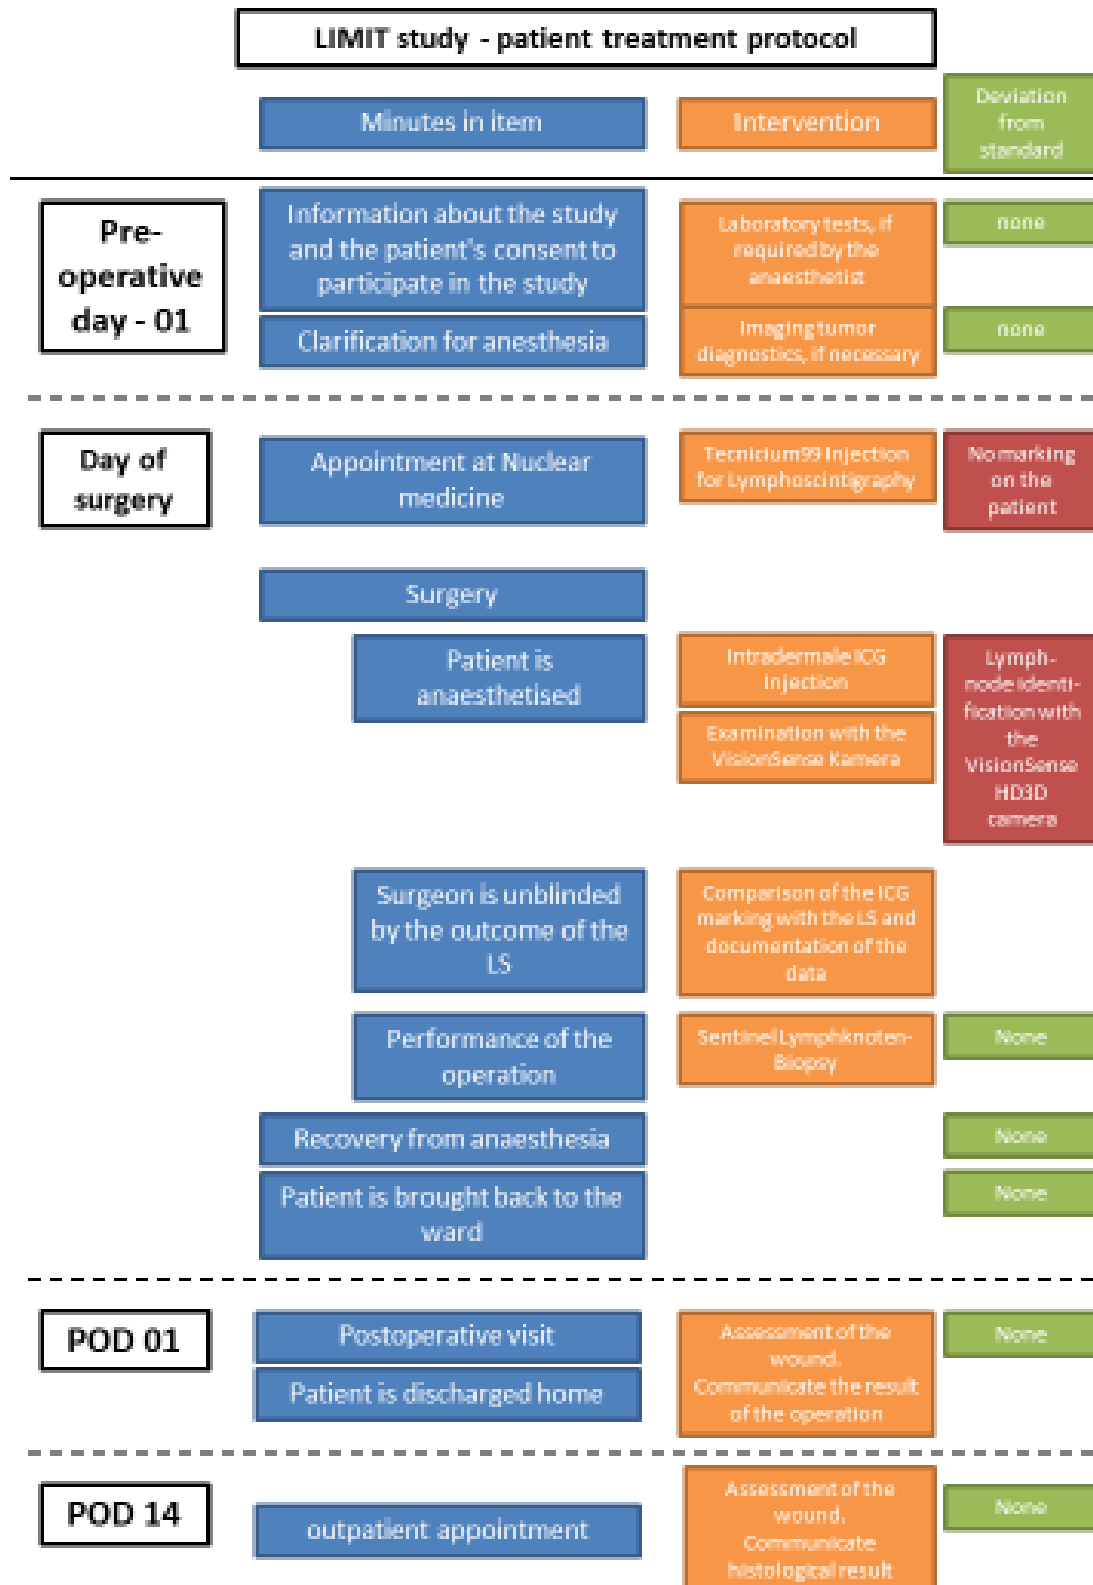 LIMIT study - patient treatment protocol
Minutes in item
Intervention
Deviation
from
standard
Pre-
operative
day - 01
Information about the study
and the patient's consent to
participate in the study
Laboratory tests, if
required by the
anaesthetist
none
Clarification for anesthesia
Imaging tumor
diagnostics, if necessary
none
Day of
surgery
Appointment at Nuclear
medicine
Tecnicium99 Injection
for Lymphoscintigraphy
No marking
on the
patient
Surgery
Patient is
anaesthetised
Intradermale ICG
Injection
Examination with the
VisionSense Kamera
Lymph-
node identi-
fication with
the
VisionSense
HD3D
camera
Surgeon is unblinded
by the outcome of the
LS
Comparison of the ICG
marking with the LS and
documentation of the
data
Performance of the
operation
Sentinel Lymphknoten-
Biopsy
None
Recovery from anaesthesia
None
Patient is brought back to the
ward
None
POD 01
Postoperative visit
Patient is discharged home
Assessment of the
wound.
Communicate the result
of the operation
None
POD 14
outpatient appointment
Assessment of the
wound.
Communicate
histological result
None